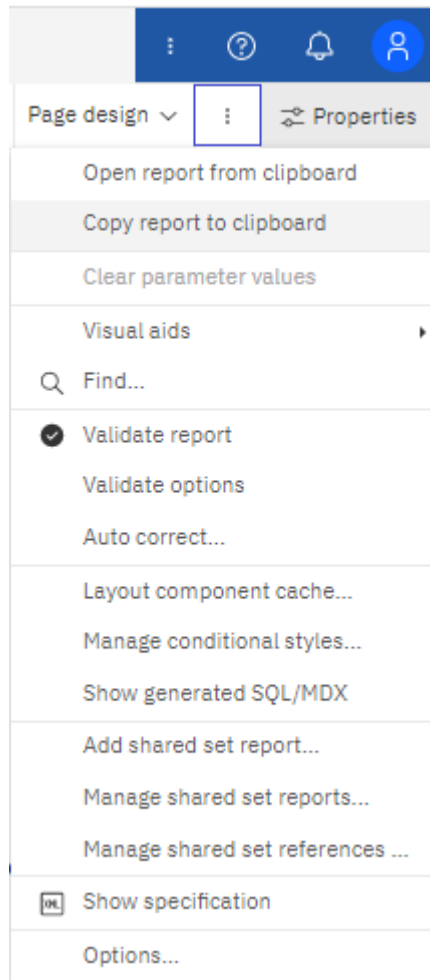 Page design
Properties
Open report from clipboard
Copy report to clipboard
Clear parameter values
Visual aids
Find...
Validate report
Validate options
Auto correct...
Layout component cache...
Manage conditional styles...
Show generated SQL/MDX
Add shared set report...
Manage shared set reports...
Manage shared set references ...
Show specification
Options...